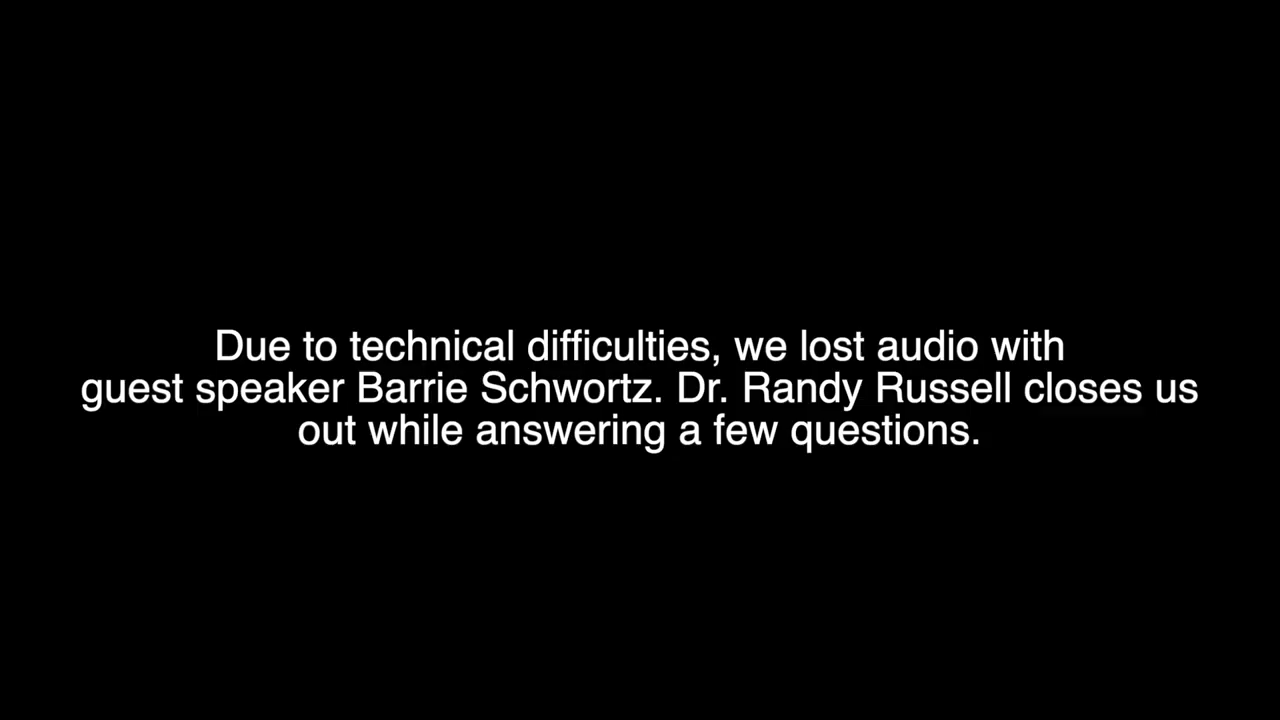 Due to technical difficulties, we lost audio with
guest speaker Barrie Schwortz. Dr. Randy Russell closes us
out while answering a few questions.